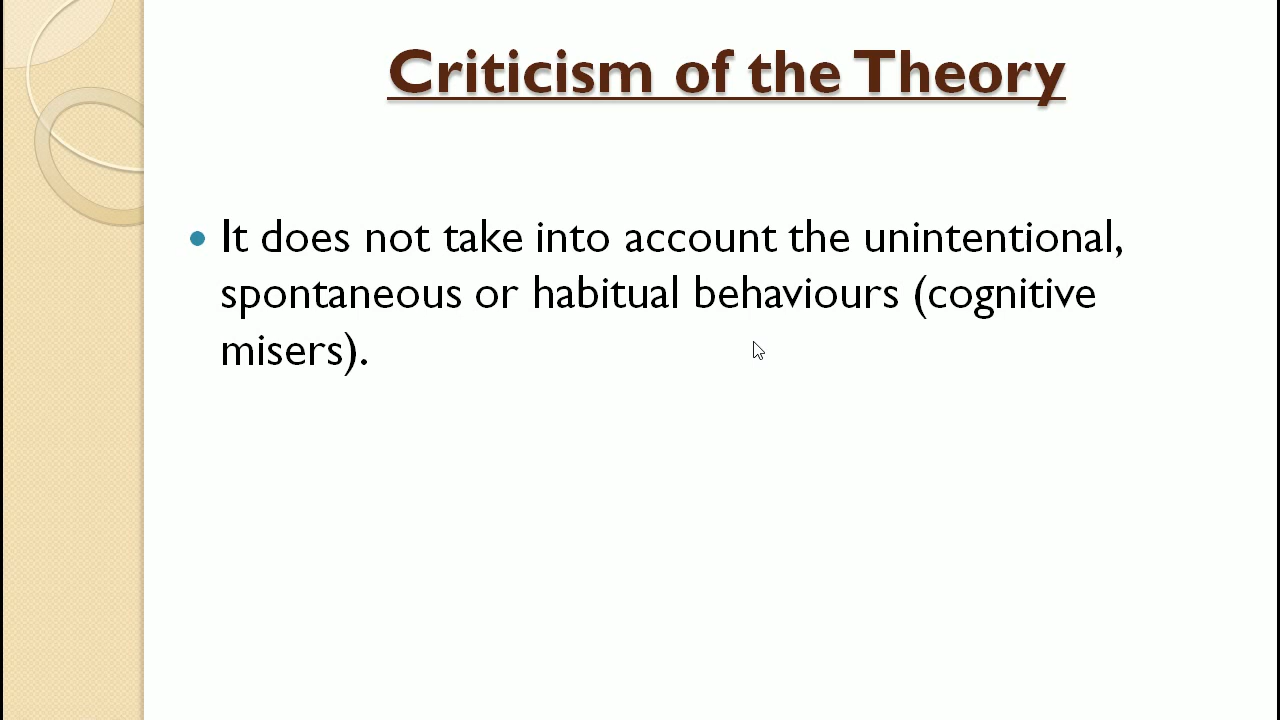 Criticism of the Theory
It does not take into account the unintentional,
spontaneous or habitual behaviours (cognitive
misers).